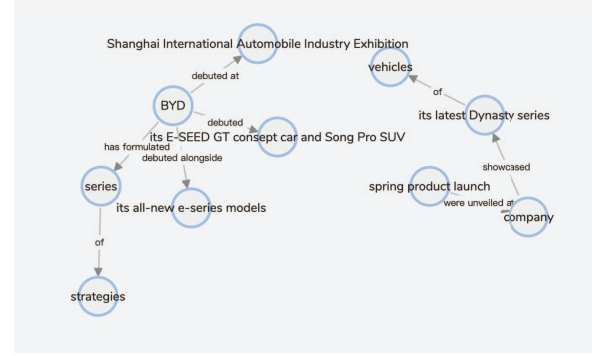 Shanghai International Automobile Industry Exhibition
vehicles
debuted at
of
BYD
its latest Dynasty series
debuted
its E-SEED GT consept car and Song Pro SUV
has formulated
debuted alongside
showcased
series
spring product launch
its all-new e-series models
were unveiled at
company
of
strategies